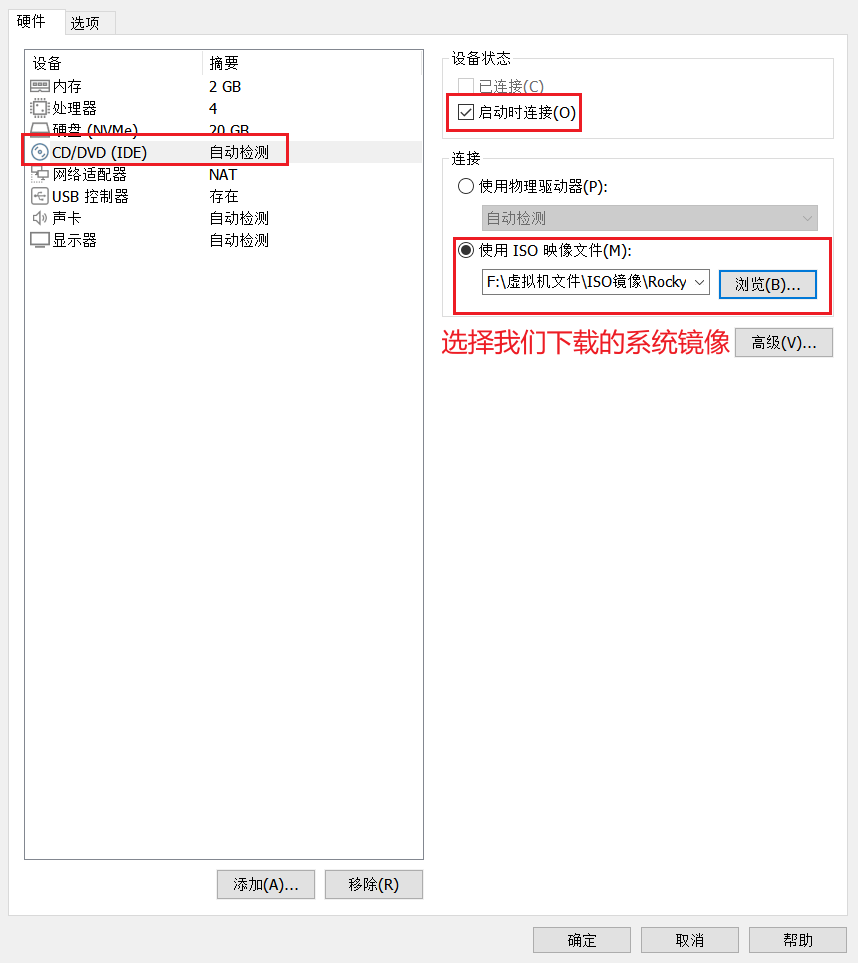 硬件 选项
设备 摘要
内存 2 GB
处理器 4
硬盘 (NVMe) 20 GB
CD/DVD (IDE) 自动检测
网络适配器 NAT
USB 控制器 存在
声卡 自动检测
显示器 自动检测
添加(A)... 移除(R)
设备状态
已连接(C)
启动时连接(O)
连接
使用物理驱动器(P):
自动检测
使用 ISO 映像文件(M):
F:\虚拟机文件\ISO镜像\Rocky 浏览(B)...
选择我们下载的系统镜像 高级(V)...
确定 取消 帮助